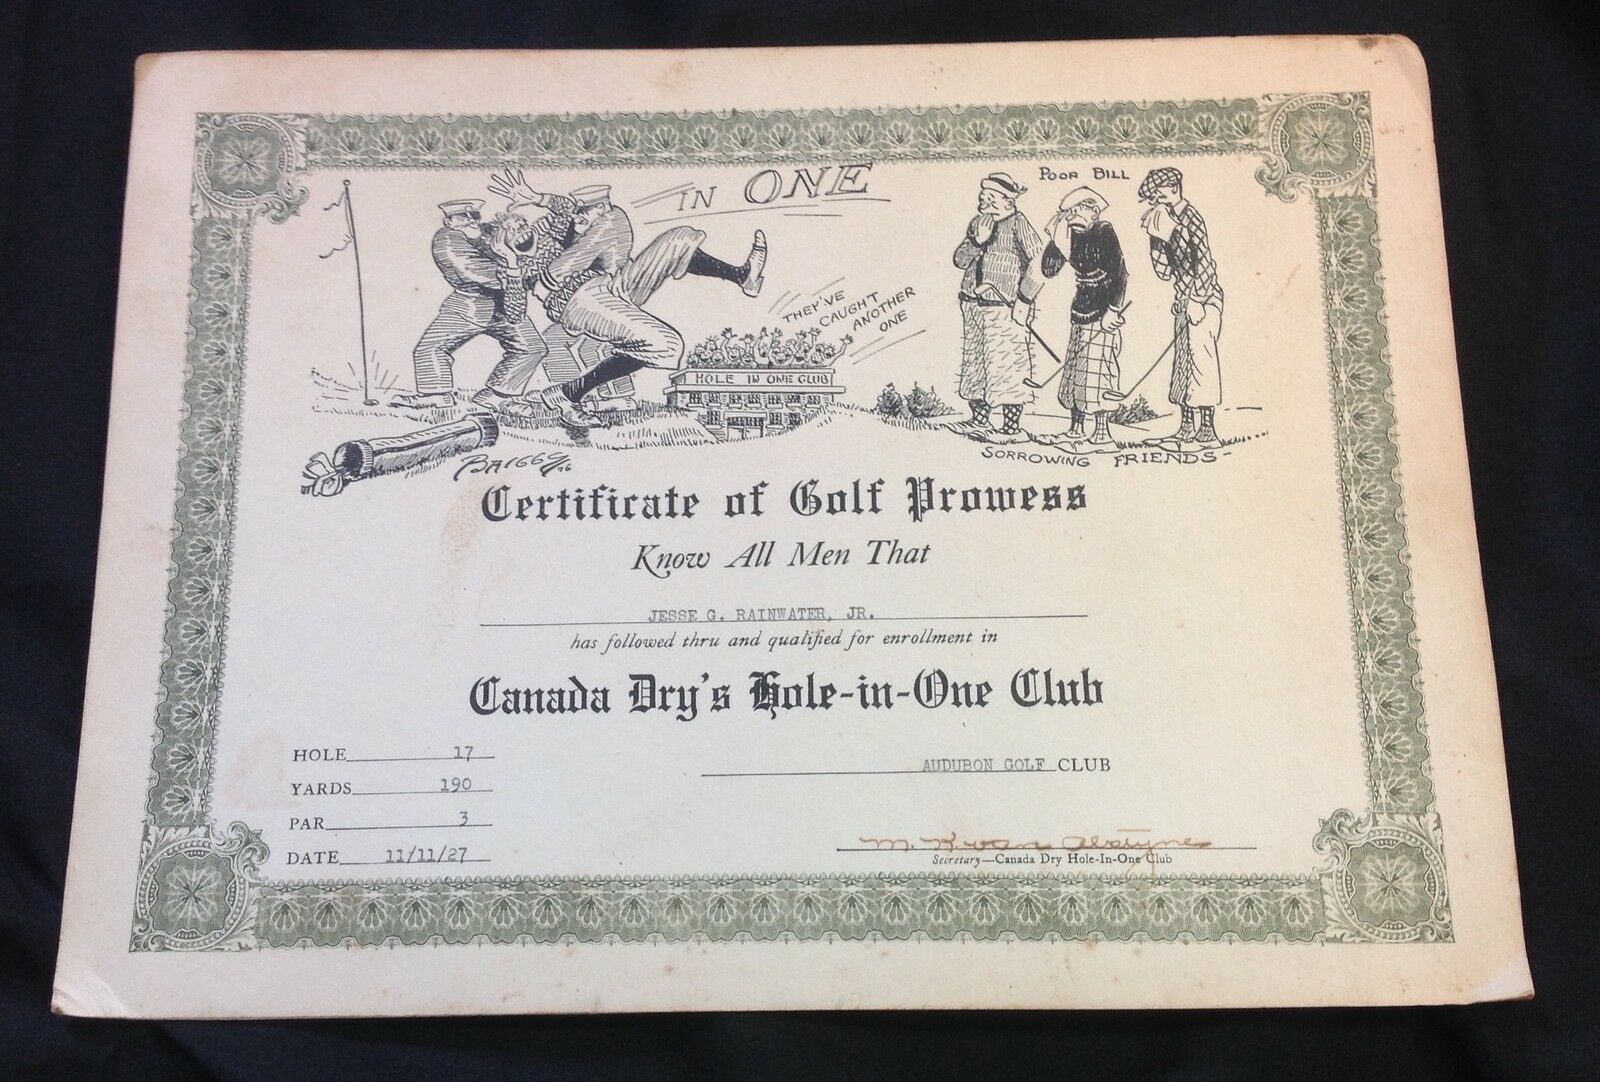 IN ONE
POOR BILL
THEY'VE
CAUGHT
ANOTHER
ONE
HOLE IN ONE CLUB
SORROWING FRIENDS-
BRIGGS/26
Certificate of Golf Prowess
Know All Men That
JESSE G. RAINWATER, JR.
has followed thru and qualified for enrollment in
Canada Dry's Hole-in-One Club
HOLE 17
AUDUBON GOLF CLUB
YARDS 190
PAR 3
M. K. van Alstyne
DATE 11/11/27
Secretary—Canada Dry Hole-In-One Club